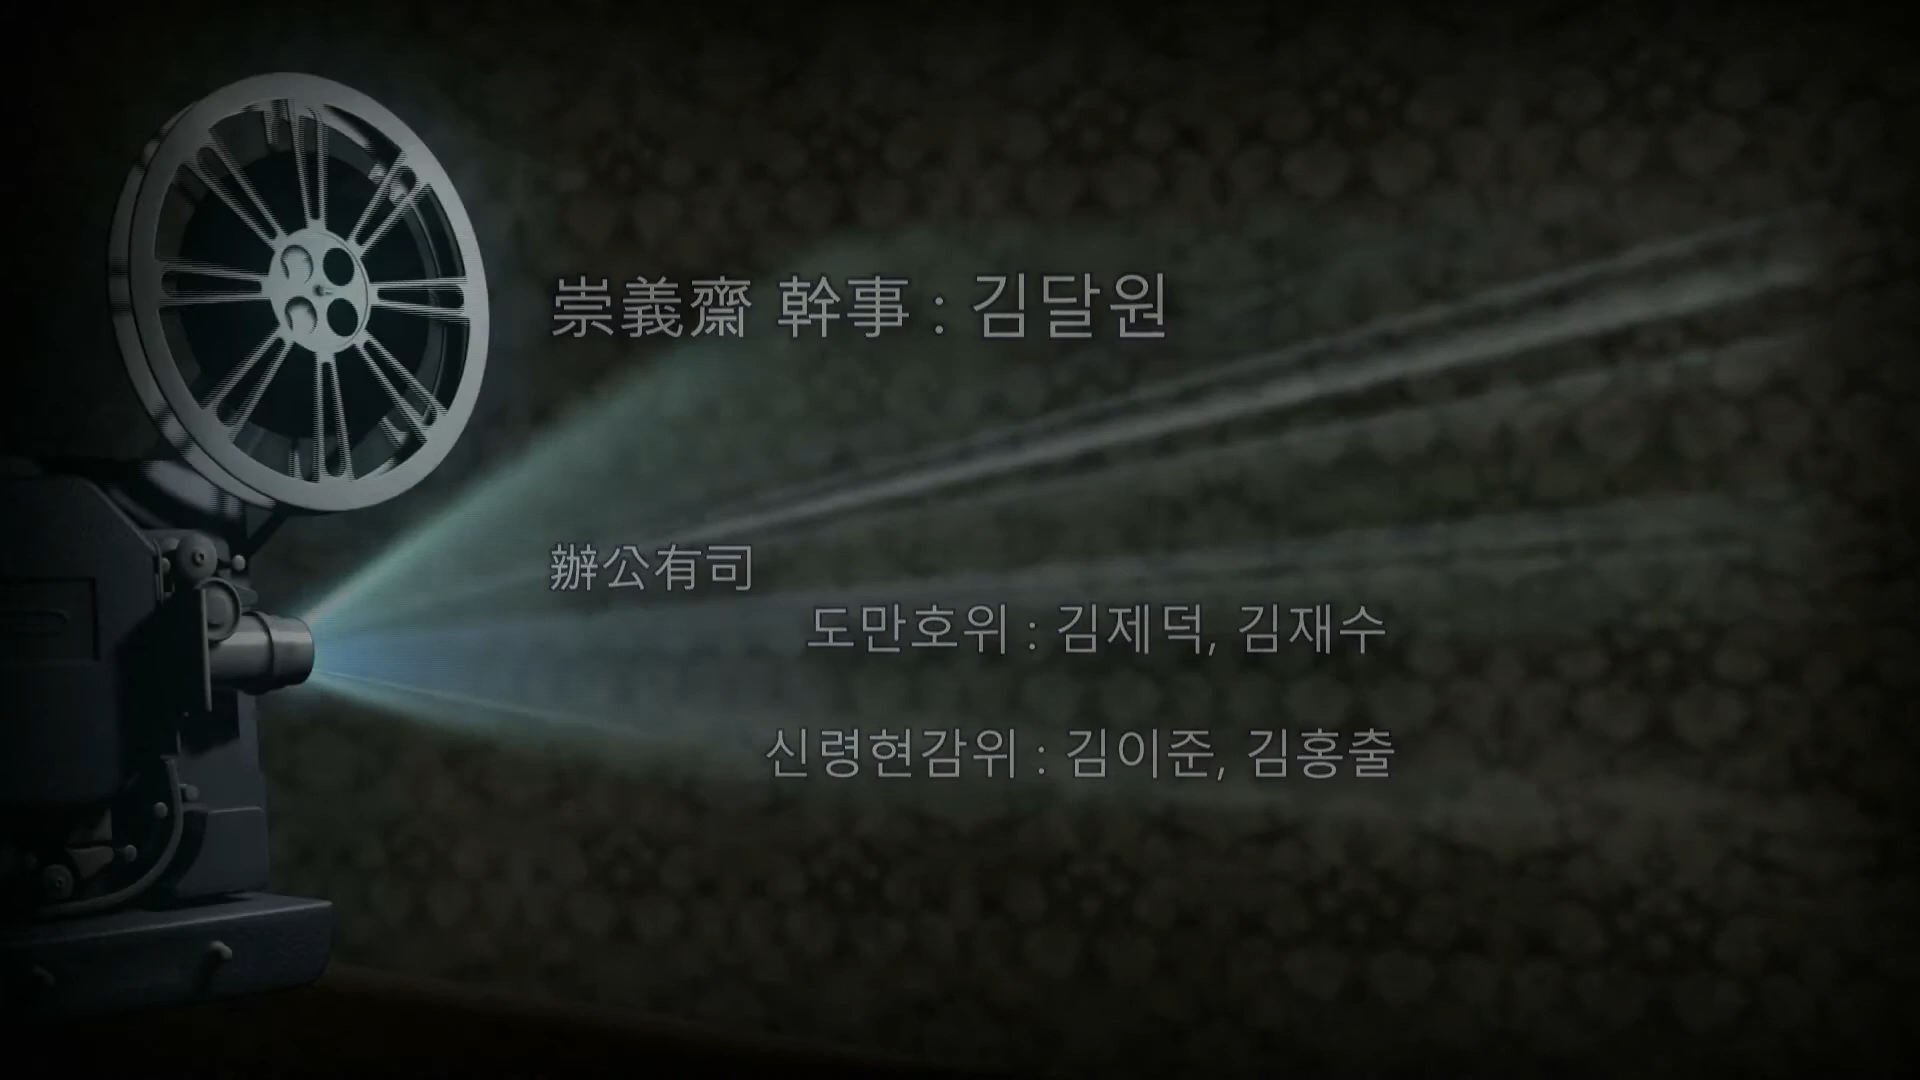 崇義齋 幹事 : 김달원
辦公有司
도만호위 : 김제덕, 김재수
신령현감위 : 김이준, 김홍출